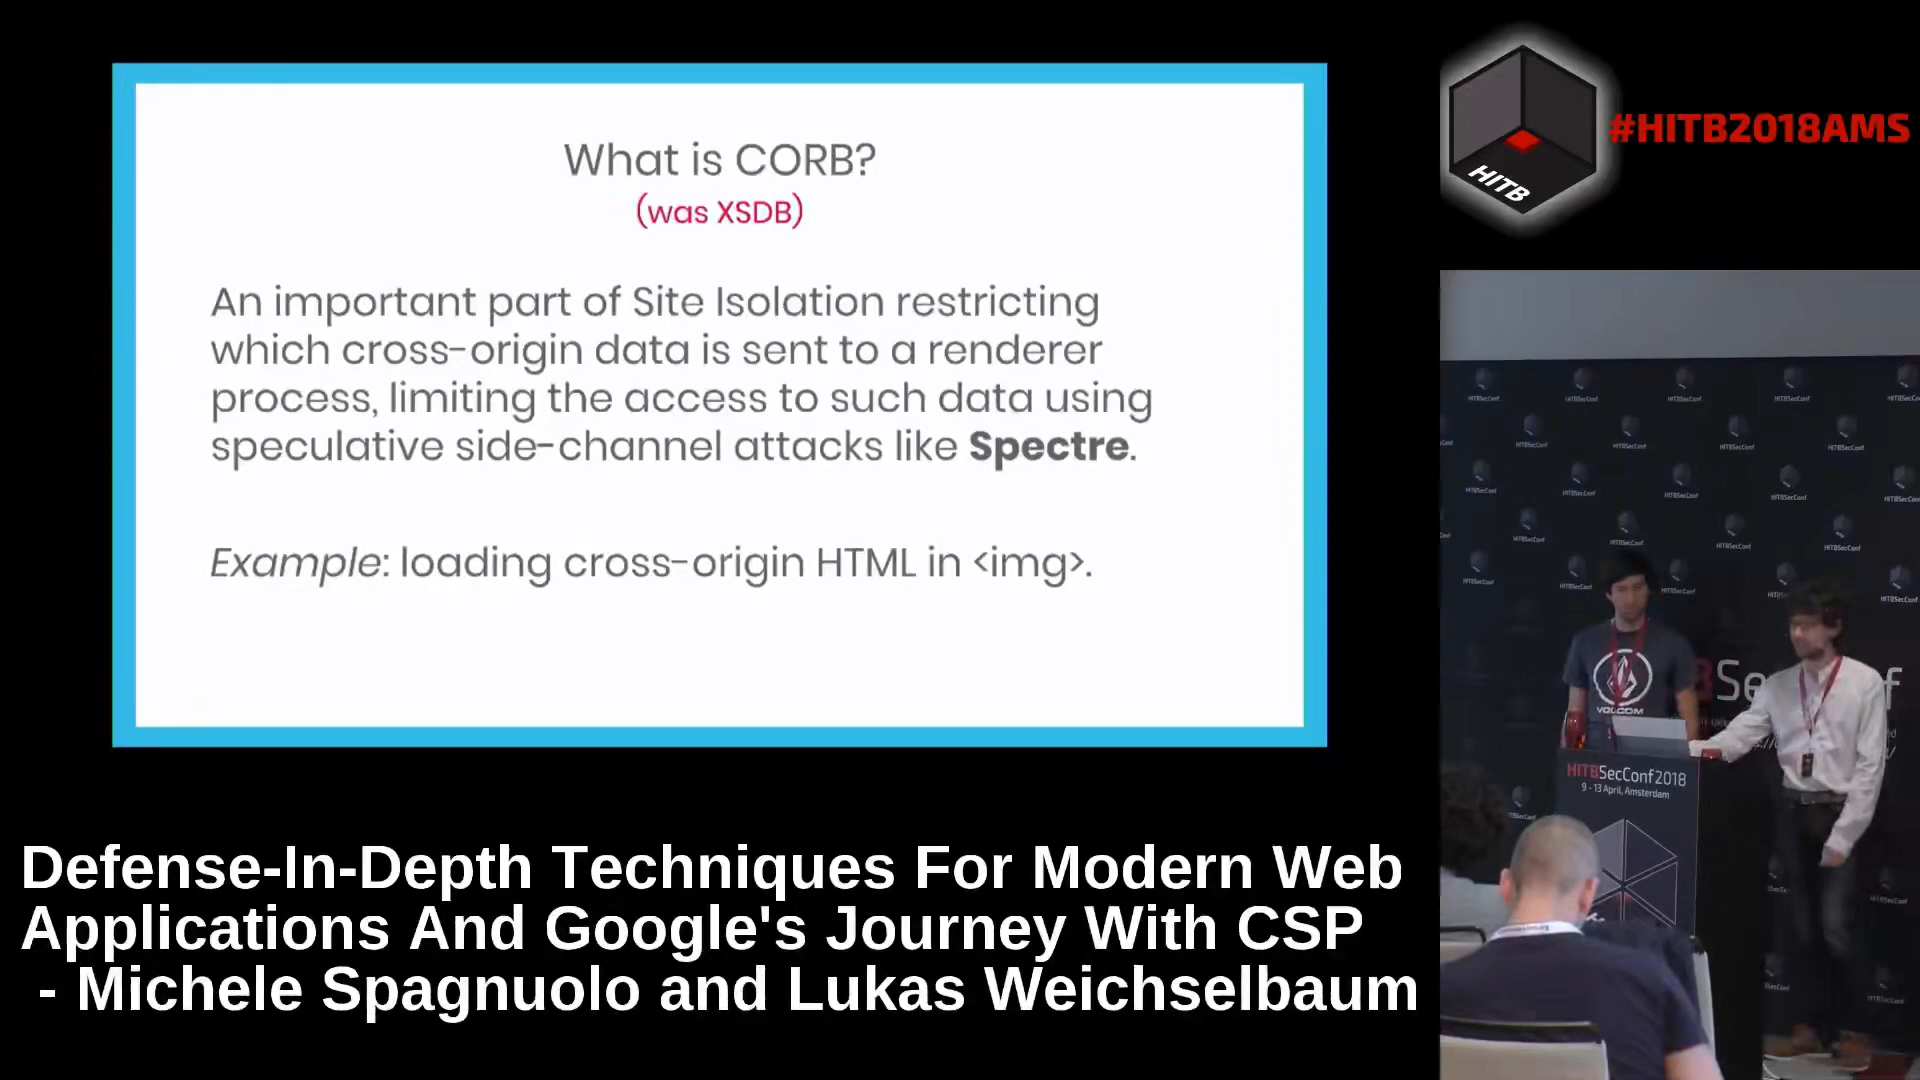 What is CORB?
(was XSDB)
An important part of Site Isolation restricting
which cross-origin data is sent to a renderer
process, limiting the access to such data using
speculative side-channel attacks like Spectre.
Example: loading cross-origin HTML in <img>.
HITB
#HITB2018AMS
VOLCOM
HITBSecConf2018
9 - 13 April, Amsterdam
Defense-In-Depth Techniques For Modern Web
Applications And Google's Journey With CSP
- Michele Spagnuolo and Lukas Weichselbaum